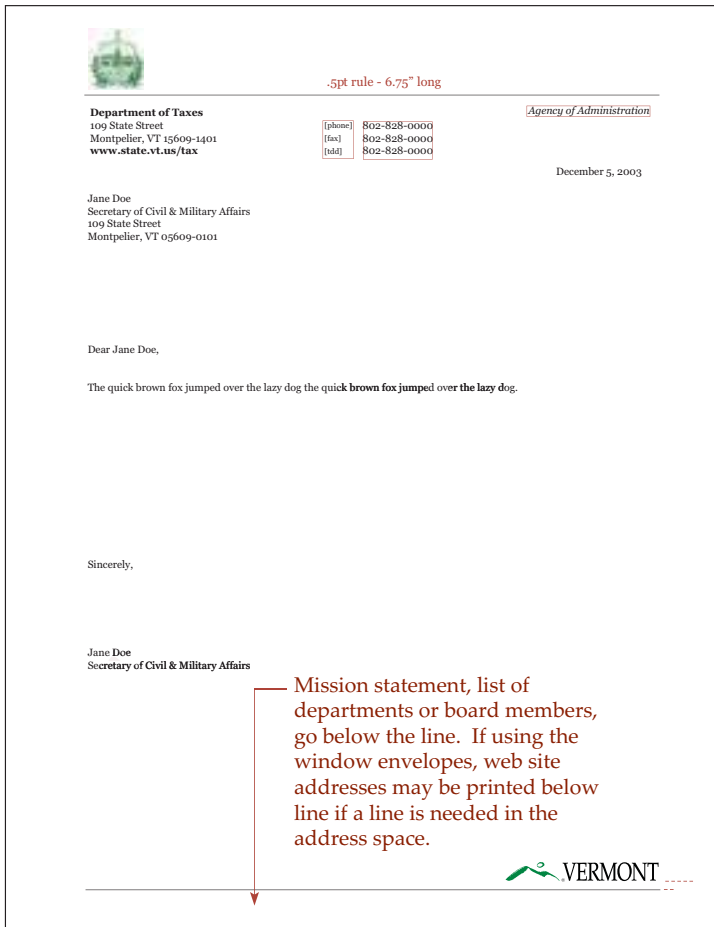 .5pt rule - 6.75” long
Department of Taxes
109 State Street
Montpelier, VT 15609-1401
www.state.vt.us/tax
[phone] 802-828-0000
[fax] 802-828-0000
[tdd] 802-828-0000
Agency of Administration
December 5, 2003
Jane Doe
Secretary of Civil & Military Affairs
109 State Street
Montpelier, VT 05609-0101
Dear Jane Doe,
The quick brown fox jumped over the lazy dog the quick brown fox jumped over the lazy dog.
Sincerely,
Jane Doe
Secretary of Civil & Military Affairs
Mission statement, list of
departments or board members,
go below the line.  If using the
window envelopes, web site
addresses may be printed below
line if a line is needed in the
address space.
VERMONT